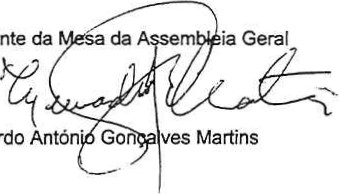 nte da Mesa da Assembleia Geral
rdo António Gonçalves Martins